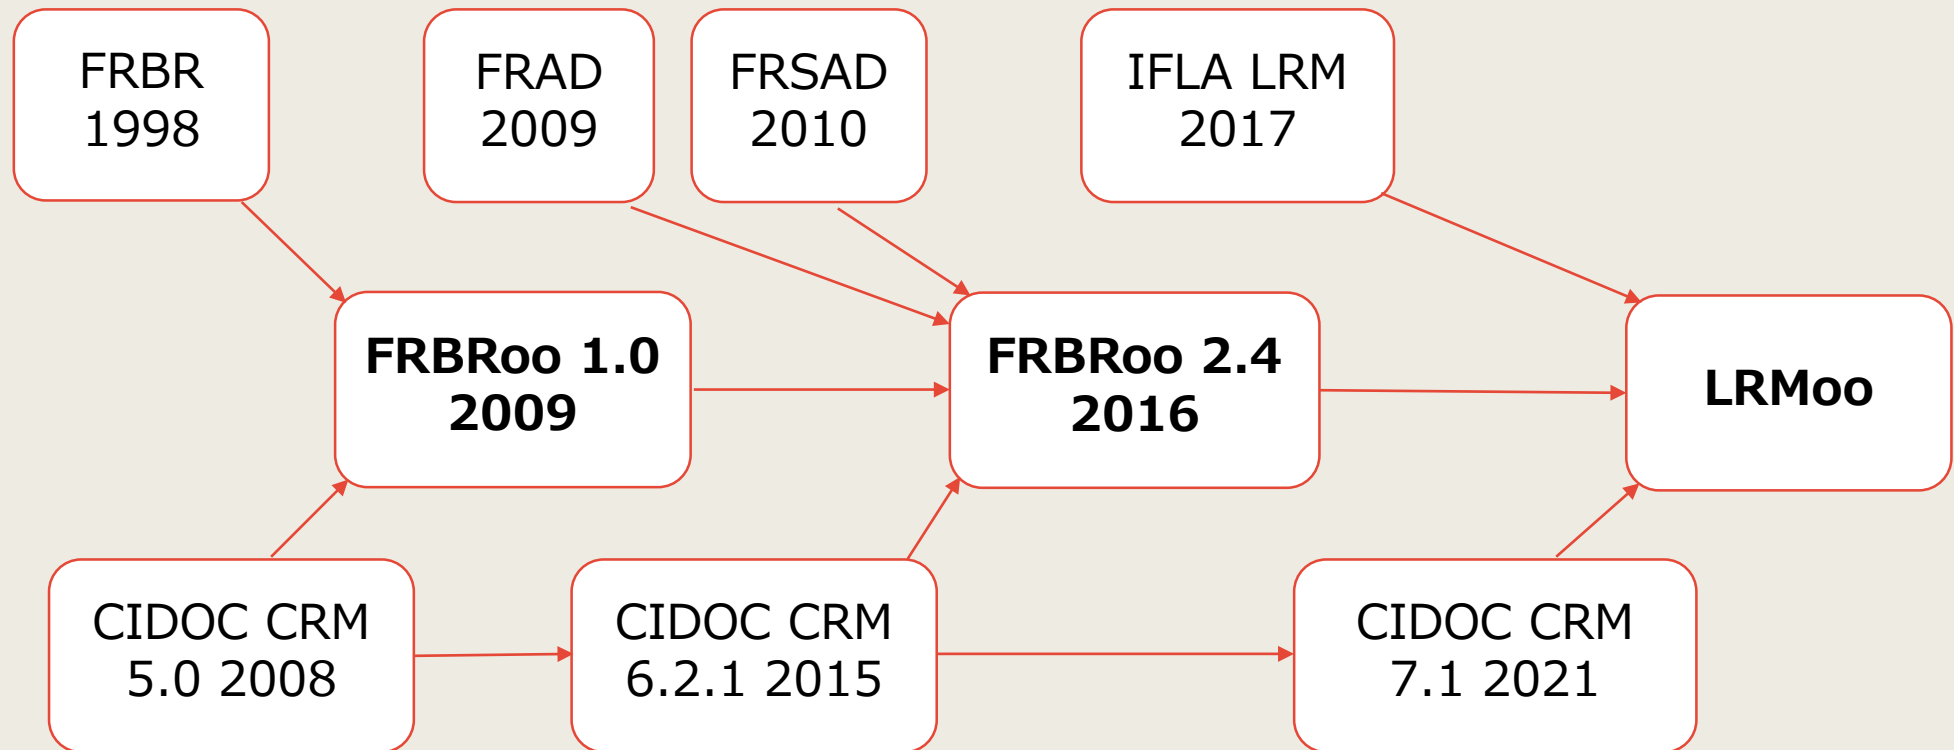 FRBR
1998
FRAD
2009
FRSAD
2010
IFLA LRM
2017
FRBRoo 1.0
2009
FRBRoo 2.4
2016
LRMoo
CIDOC CRM
5.0 2008
CIDOC CRM
6.2.1 2015
CIDOC CRM
7.1 2021